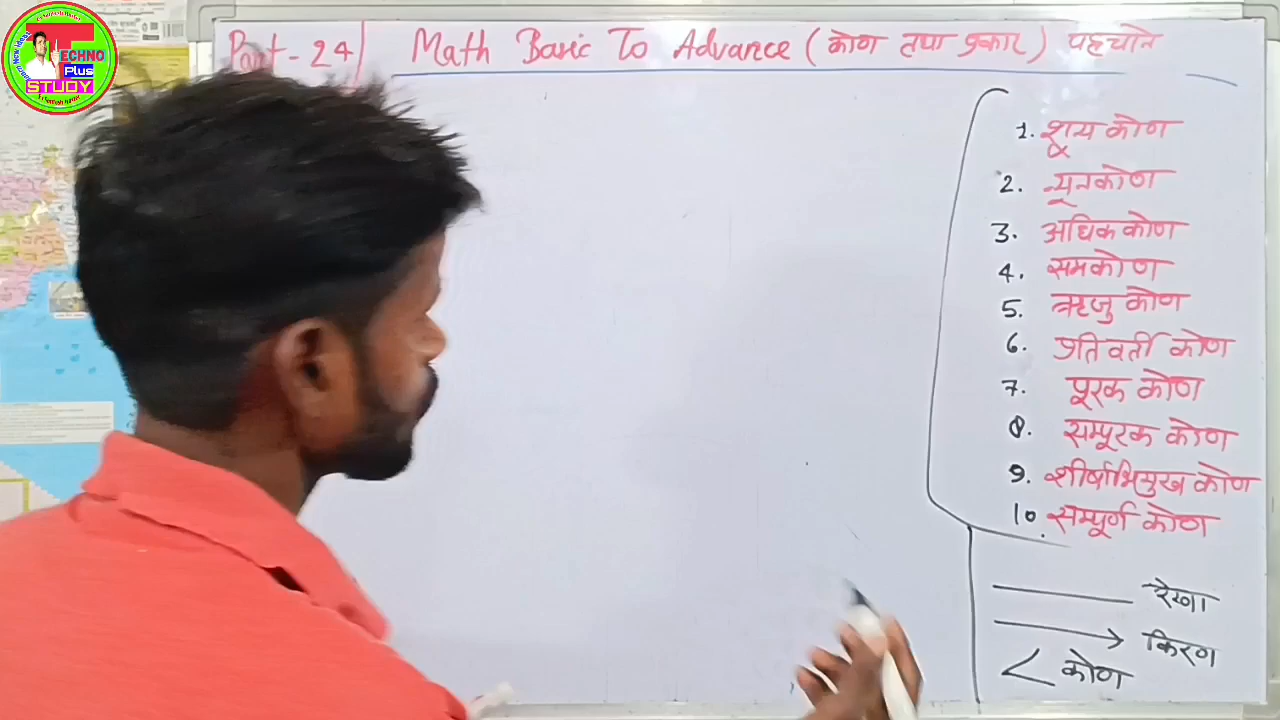 TECHNO
Plus
STUDY
Part - 24 | Math Basic To Advance (कोण तथा प्रकार) पहचाने
1. शून्य कोण
2. न्यूनकोण
3. अधिक कोण
4. समकोण
5. ऋजु कोण
6. प्रतिवर्ती कोण
7. पूरक कोण
8. सम्पूरक कोण
9. शीर्षाभिमुख कोण
10. सम्पूर्ण कोण
रेखा
किरण
कोण